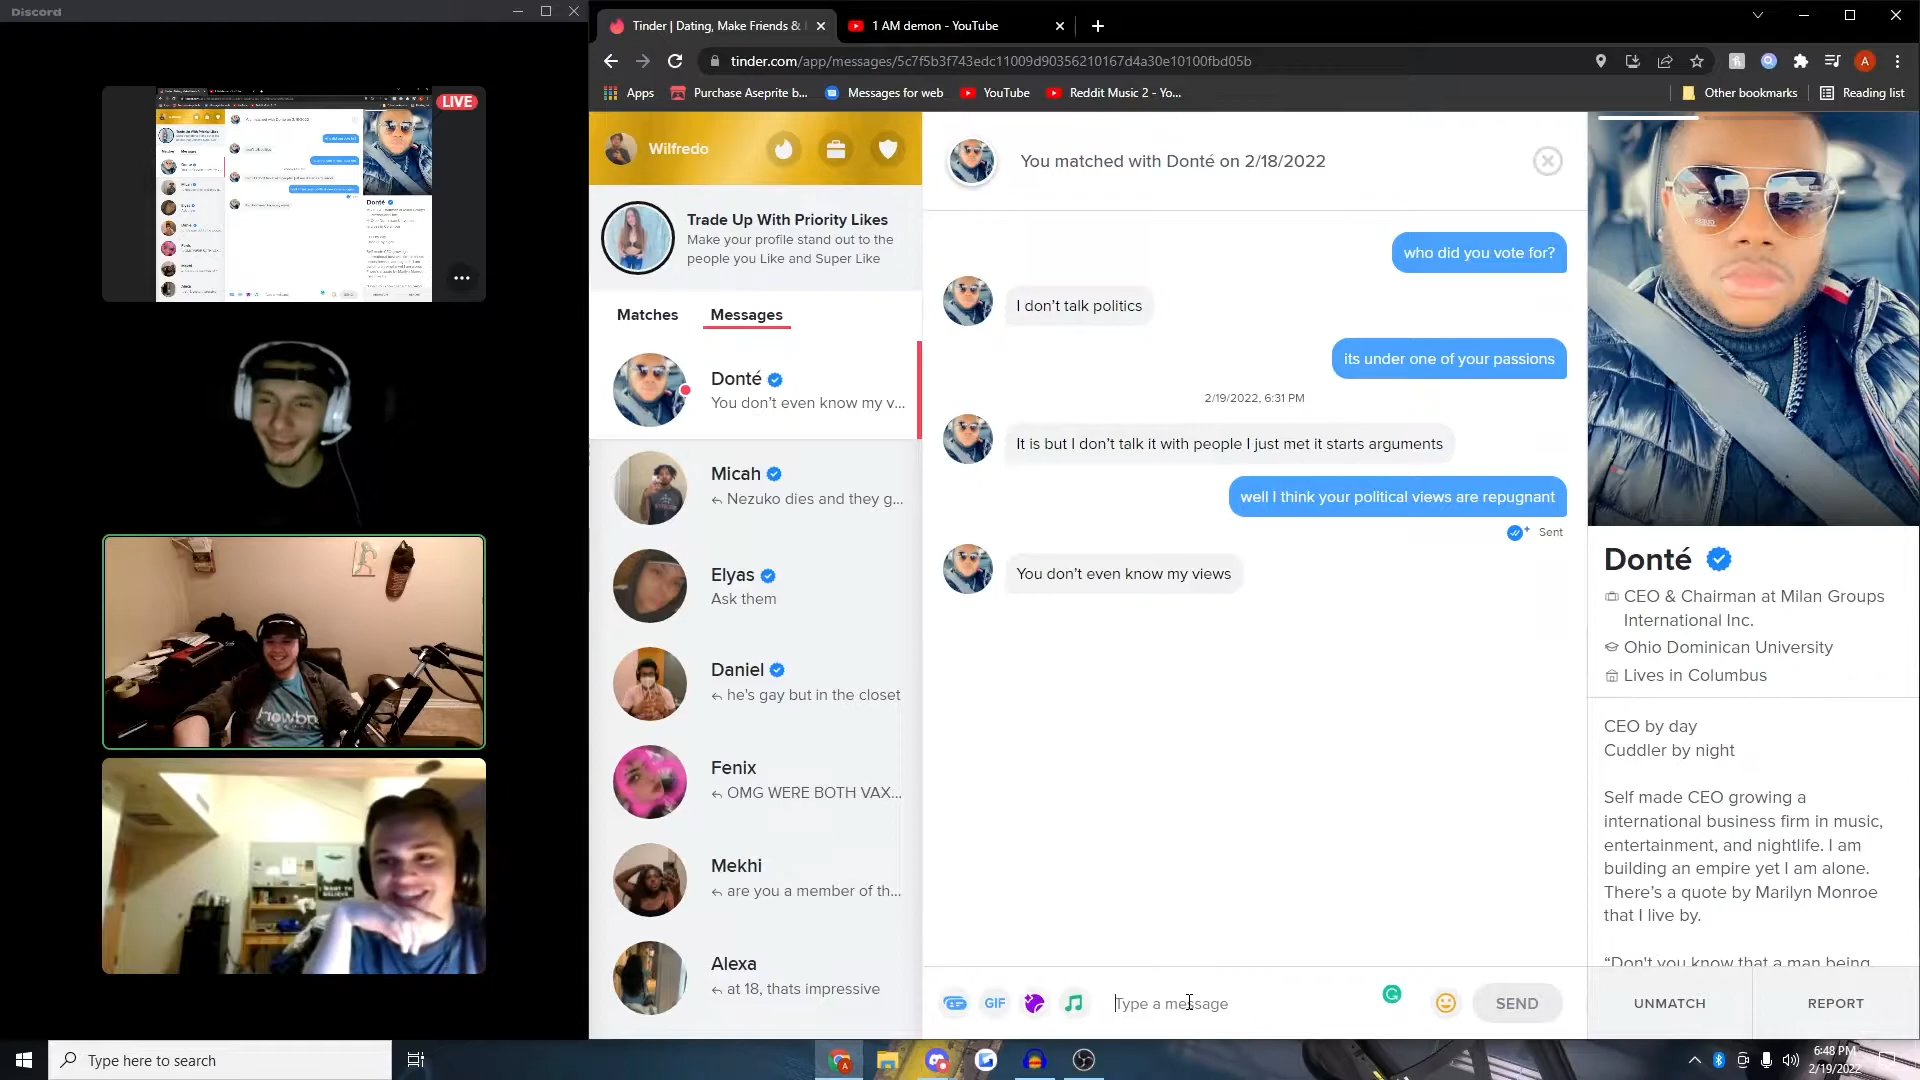 Discord
LIVE
Tinder | Dating, Make Friends &
1 AM demon - YouTube
tinder.com/app/messages/5c7f5b3f743edc11009d90356210167d4a30e10100fbd05b
A
Apps
Purchase Aseprite b...
Messages for web
YouTube
Reddit Music 2 - Yo...
Other bookmarks
Reading list
Wilfredo
Trade Up With Priority Likes
Make your profile stand out to the
people you Like and Super Like
Matches
Messages
Donté
You don't even know my v...
Micah
Nezuko dies and they g...
Elyas
Ask them
Daniel
he's gay but in the closet
Fenix
OMG WERE BOTH VAX...
Mekhi
are you a member of th...
Alexa
at 18, thats impressive
You matched with Donté on 2/18/2022
who did you vote for?
I don't talk politics
its under one of your passions
2/19/2022, 6:31 PM
It is but I don't talk it with people I just met it starts arguments
well I think your political views are repugnant
Sent
You don't even know my views
GIF
Type a message
SEND
Donté
CEO & Chairman at Milan Groups
International Inc.
Ohio Dominican University
Lives in Columbus
CEO by day
Cuddler by night
Self made CEO growing a
international business firm in music,
entertainment, and nightlife. I am
building an empire yet I am alone.
There's a quote by Marilyn Monroe
that I live by.
"Don't you know that a man being
UNMATCH
REPORT
I WANT TO
BELIEVE
Type here to search
6:48 PM
2/19/2022